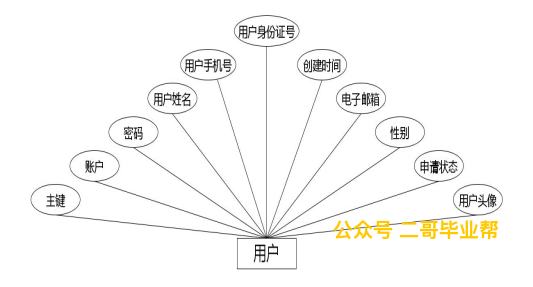 用户身份证号
用户手机号
创建时间
用户姓名
电子邮箱
密码
性别
账户
申请状态
主键
用户头像
公众号 二哥毕业帮
用户